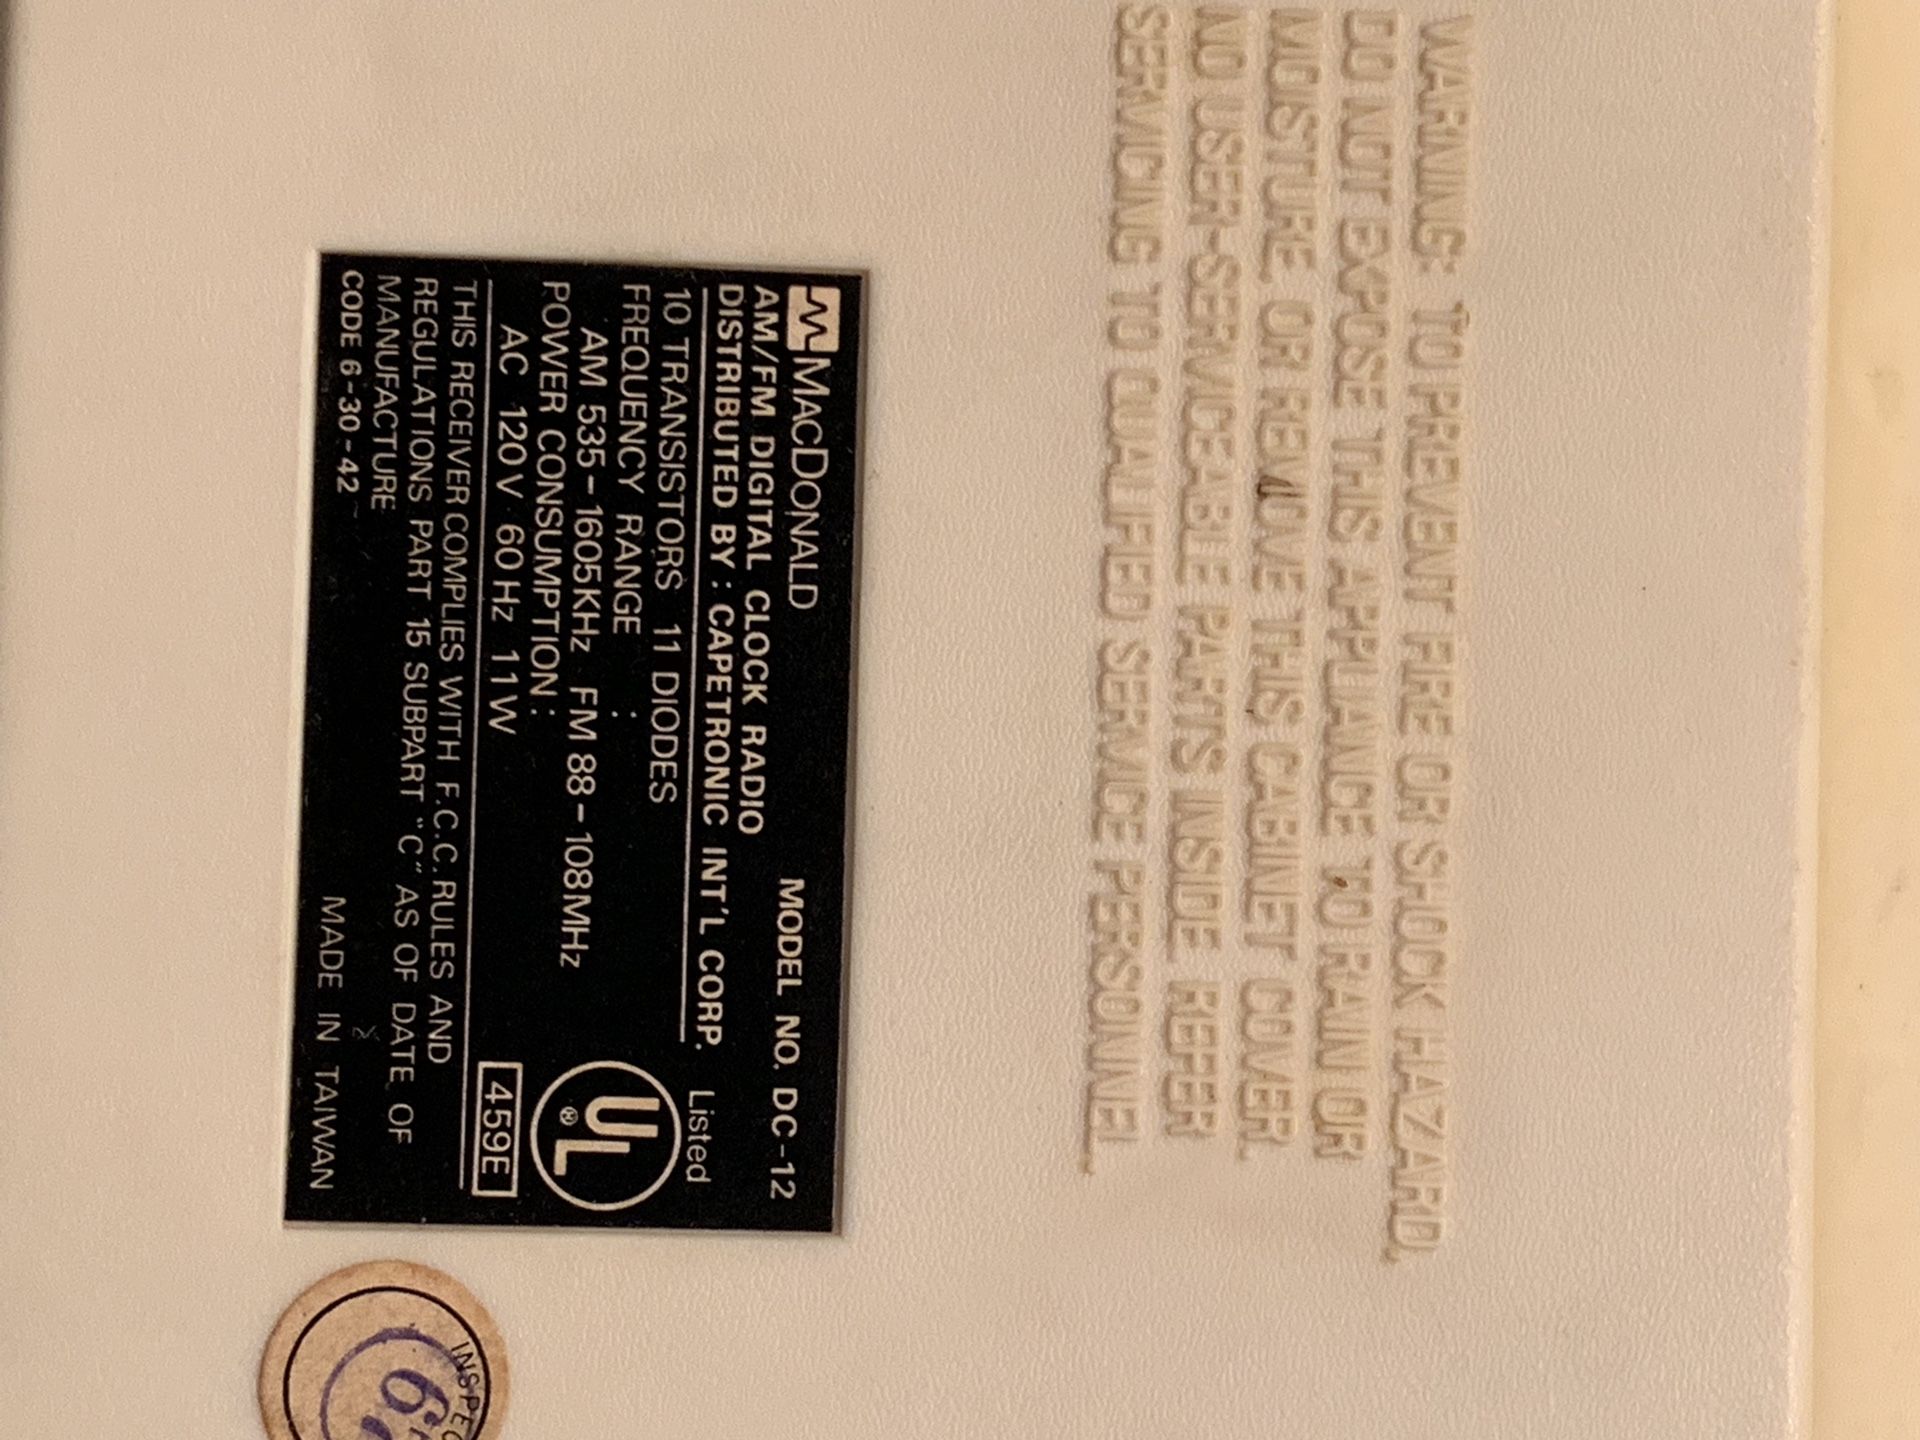 WARNING: TO PREVENT FIRE OR SHOCK HAZARD,
DO NOT EXPOSE THIS APPLIANCE TO RAIN OR
MOISTURE, OR REMOVE THIS CABINET COVER.
NO USER-SERVICEABLE PARTS INSIDE REFER
SERVICING TO QUALIFIED SERVICE PERSONNEL
MACDONALD MODEL NO. DC-12
AM/FM DIGITAL CLOCK RADIO
DISTRIBUTED BY : CAPETRONIC INT'L CORP.
10 TRANSISTORS 11 DIODES
FREQUENCY RANGE :
AM 535-1605KHz FM 88-108MHz
POWER CONSUMPTION :
AC 120V 60Hz 11W
Listed
UL®
459E
THIS RECEIVER COMPLIES WITH F.C.C. RULES AND
REGULATIONS PART 15 SUBPART "C" AS OF DATE OF
MANUFACTURE
CODE 6-30-42 MADE IN TAIWAN